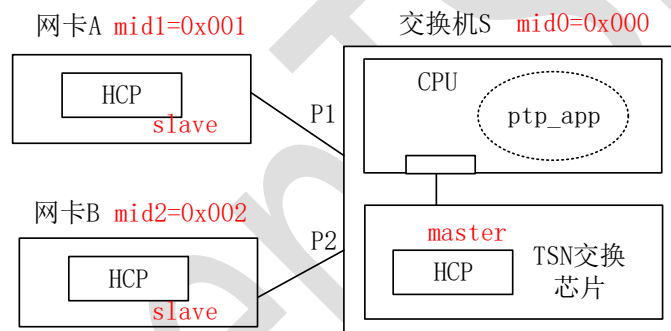 网卡A mid1=0x001
HCP
slave
P1
交换机S mid0=0x000
CPU
ptp_app
网卡B mid2=0x002
HCP
slave
P2
master
HCP
TSN交换
芯片